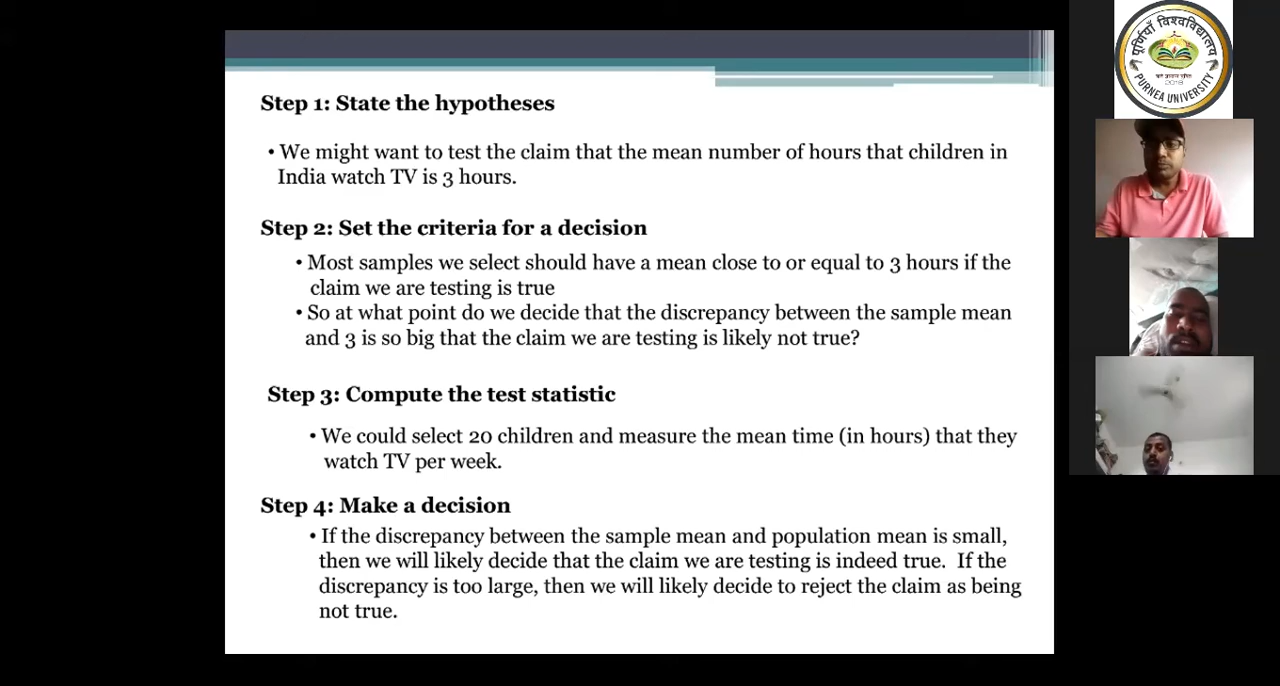 Step 1: State the hypotheses
• We might want to test the claim that the mean number of hours that children in
India watch TV is 3 hours.
Step 2: Set the criteria for a decision
• Most samples we select should have a mean close to or equal to 3 hours if the
claim we are testing is true
• So at what point do we decide that the discrepancy between the sample mean
and 3 is so big that the claim we are testing is likely not true?
Step 3: Compute the test statistic
• We could select 20 children and measure the mean time (in hours) that they
watch TV per week.
Step 4: Make a decision
• If the discrepancy between the sample mean and population mean is small,
then we will likely decide that the claim we are testing is indeed true.  If the
discrepancy is too large, then we will likely decide to reject the claim as being
not true.
पूर्णियाँ विश्वविद्यालय
2018
PURNEA UNIVERSITY